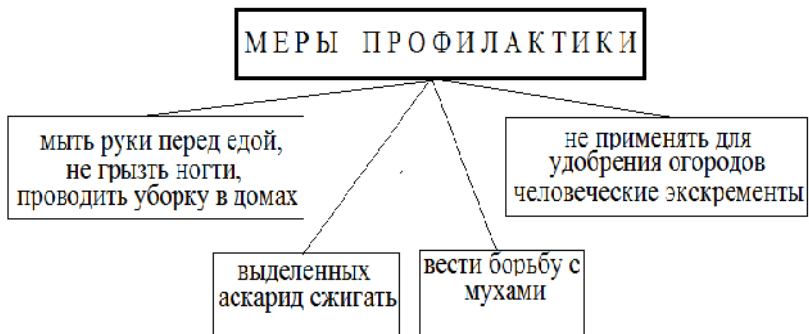 МЕРЫ ПРОФИЛАКТИКИ
мыть руки перед едой,
не грызть ногти,
проводить уборку в домах
выделенных
аскарид сжигать
вести борьбу с
мухами
не применять для
удобрения огородов
человеческие экскременты